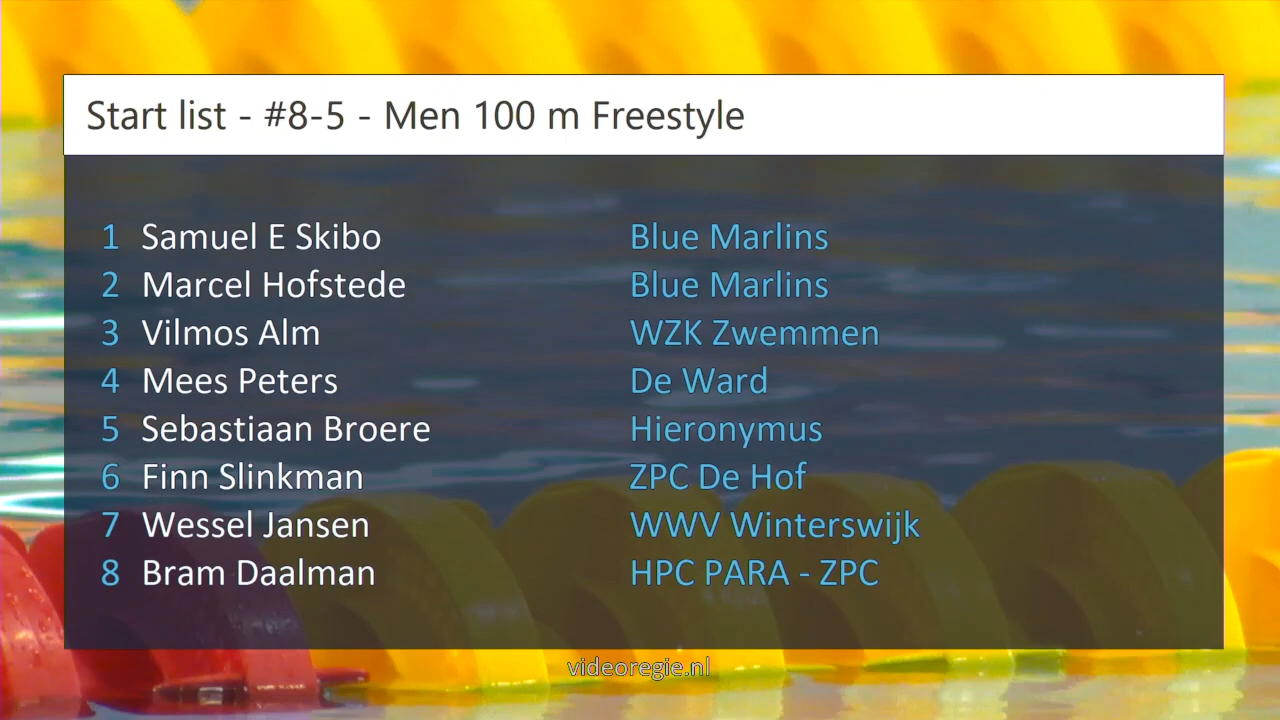 Start list - #8-5 - Men 100 m Freestyle
1 Samuel E Skibo Blue Marlins
2 Marcel Hofstede Blue Marlins
3 Vilmos Alm WZK Zwemmen
4 Mees Peters De Ward
5 Sebastiaan Broere Hieronymus
6 Finn Slinkman ZPC De Hof
7 Wessel Jansen WWV Winterswijk
8 Bram Daalman HPC PARA - ZPC
videoregie.nl